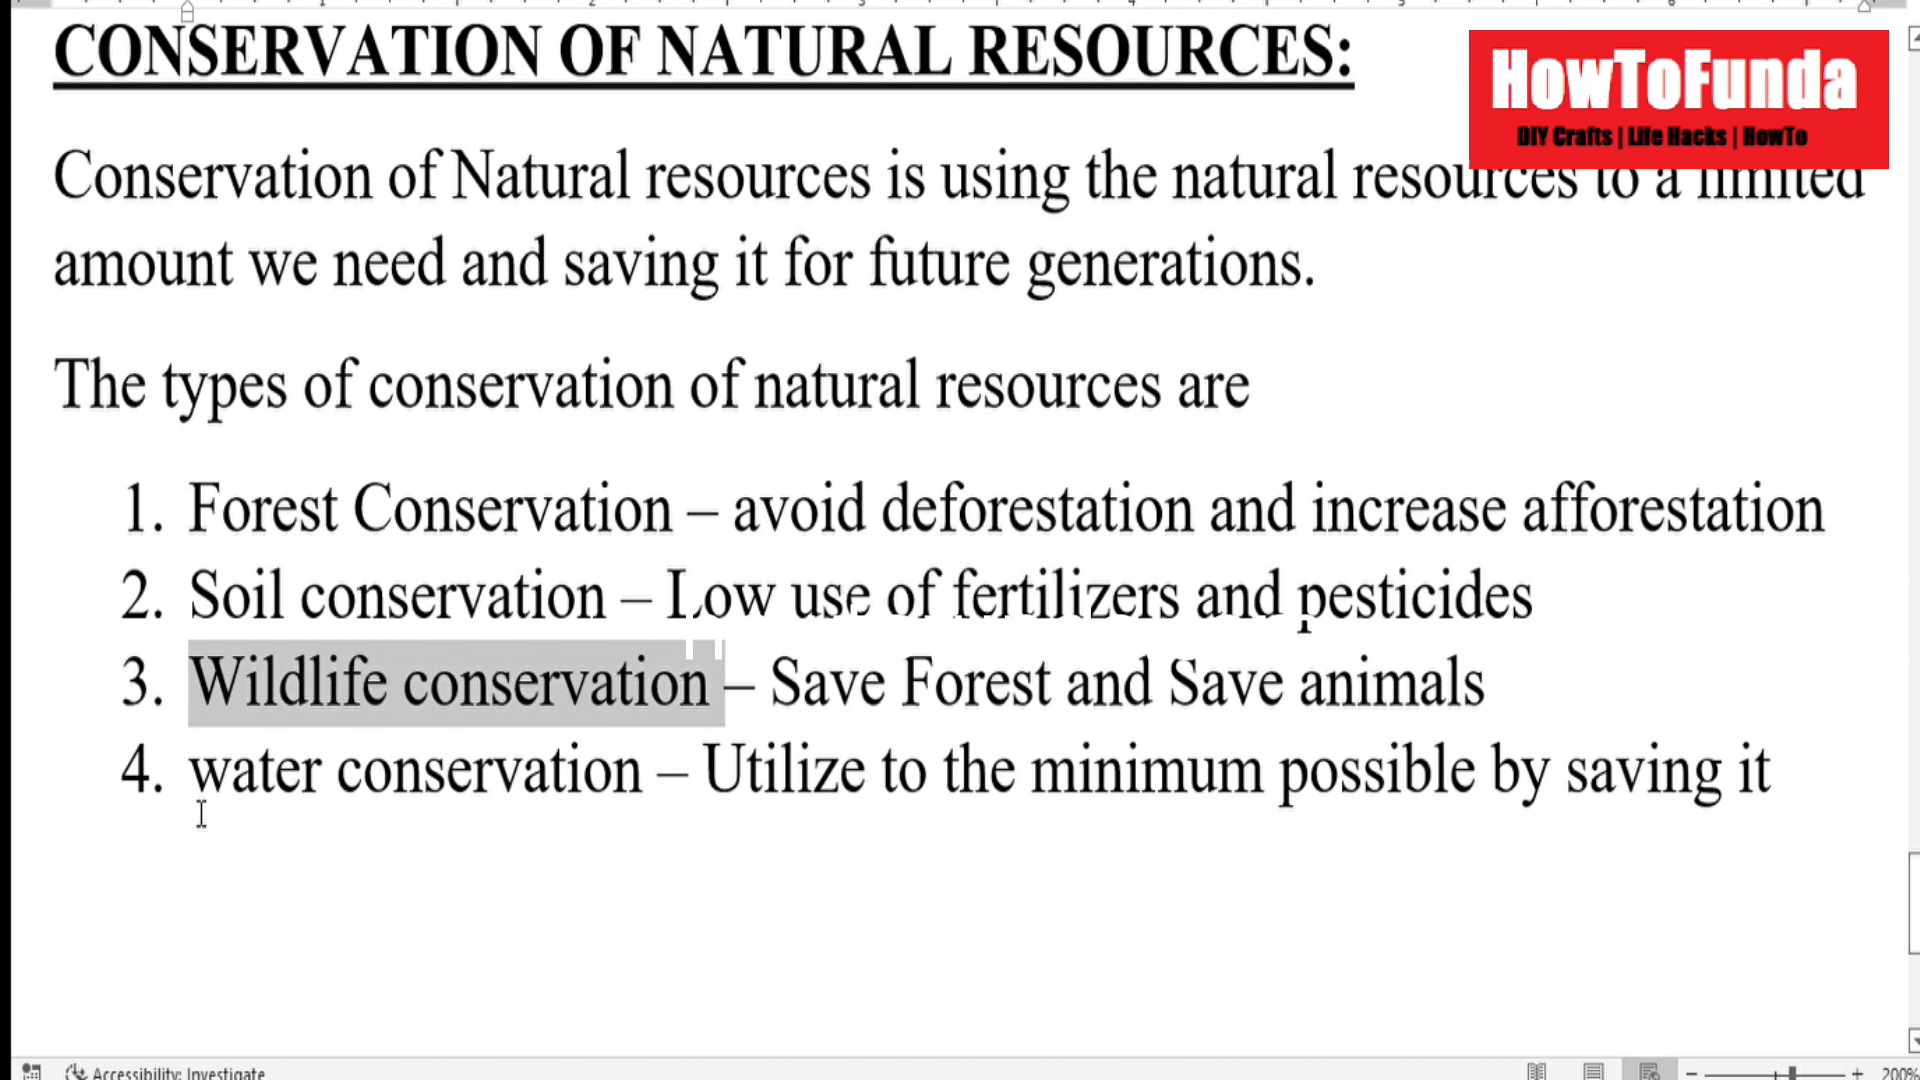 CONSERVATION OF NATURAL RESOURCES:
HowToFunda
DIY Crafts | Life Hacks | HowTo
Conservation of Natural resources is using the natural resources to a limited
amount we need and saving it for future generations.
The types of conservation of natural resources are
1. Forest Conservation – avoid deforestation and increase afforestation
2. Soil conservation – Low use of fertilizers and pesticides
3. Wildlife conservation – Save Forest and Save animals
4. water conservation – Utilize to the minimum possible by saving it
Accessibility: Investigate
200%